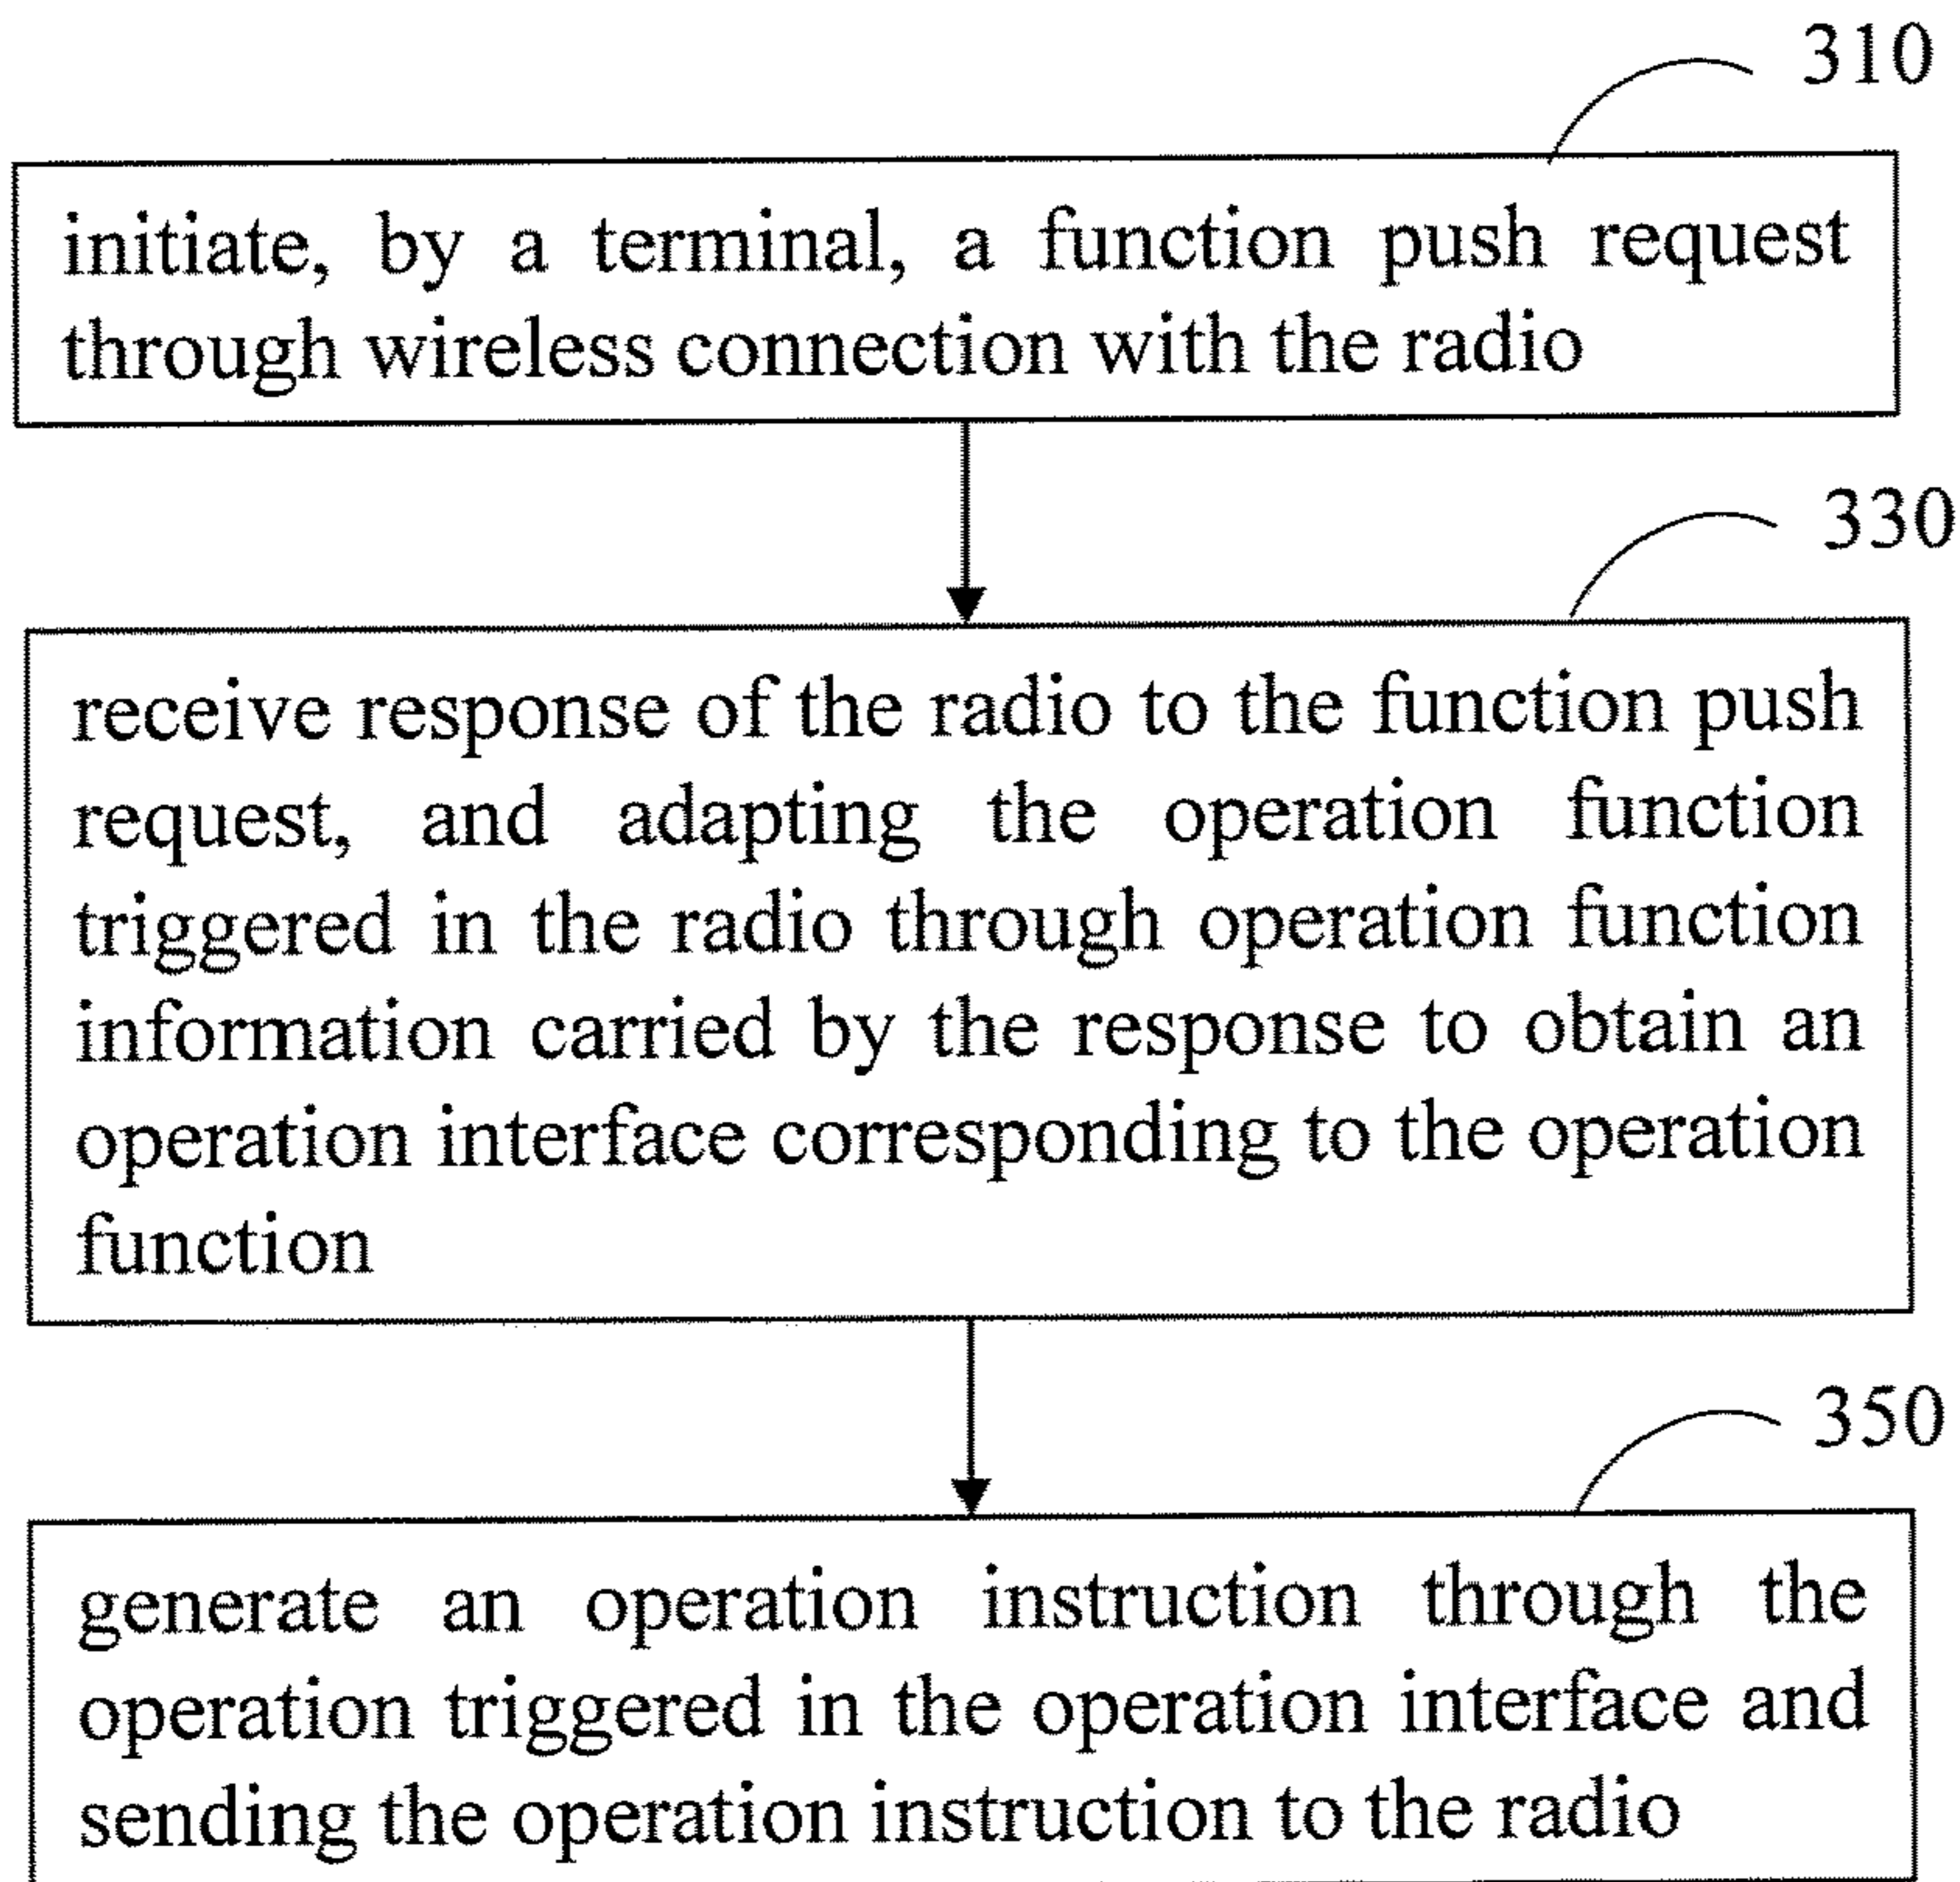 310
initiate, by a terminal, a function push request
through wireless connection with the radio
330
receive response of the radio to the function push
request, and adapting the operation function
triggered in the radio through operation function
information carried by the response to obtain an
operation interface corresponding to the operation
function
350
generate an operation instruction through the
operation triggered in the operation interface and
sending the operation instruction to the radio